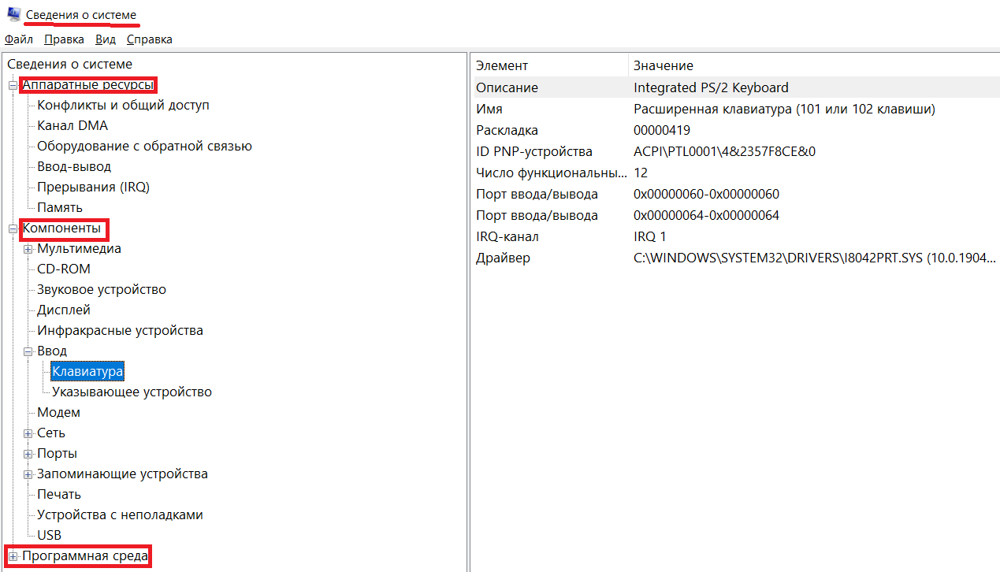 Сведения о системе
Файл Правка Вид Справка
Сведения о системе
Аппаратные ресурсы
Конфликты и общий доступ
Канал DMA
Оборудование с обратной связью
Ввод-вывод
Прерывания (IRQ)
Память
Компоненты
Мультимедиа
CD-ROM
Звуковое устройство
Дисплей
Инфракрасные устройства
Ввод
Клавиатура
Указывающее устройство
Модем
Сеть
Порты
Запоминающие устройства
Печать
Устройства с неполадками
USB
Программная среда
Элемент Значение
Описание Integrated PS/2 Keyboard
Имя Расширенная клавиатура (101 или 102 клавиши)
Раскладка 00000419
ID PNP-устройства ACPI\PTL0001\4&2357F8CE&0
Число функциональны... 12
Порт ввода/вывода 0x00000060-0x00000060
Порт ввода/вывода 0x00000064-0x00000064
IRQ-канал IRQ 1
Драйвер C:\WINDOWS\SYSTEM32\DRIVERS\I8042PRT.SYS (10.0.1904...